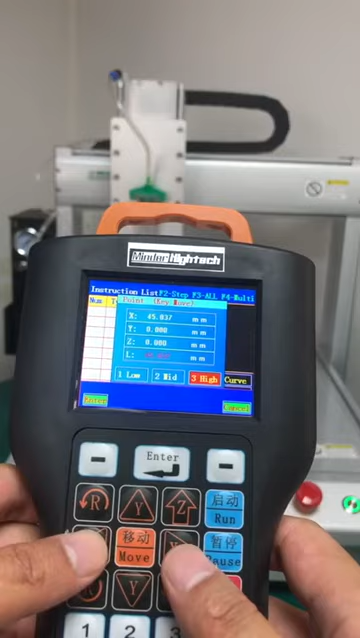 Minder Hightech
Instruction List F2-Step F3-ALL F4-Multi
Num
Point (Key Move)
X: 45.037 mm
Y: 0.000 mm
Z: 0.000 mm
L: mm
1 Low 2 Mid 3 High Curve
Enter Cancel
Enter
R Y Z 启动
Run
移动 暂停
Move Pause
Y
1 2 3